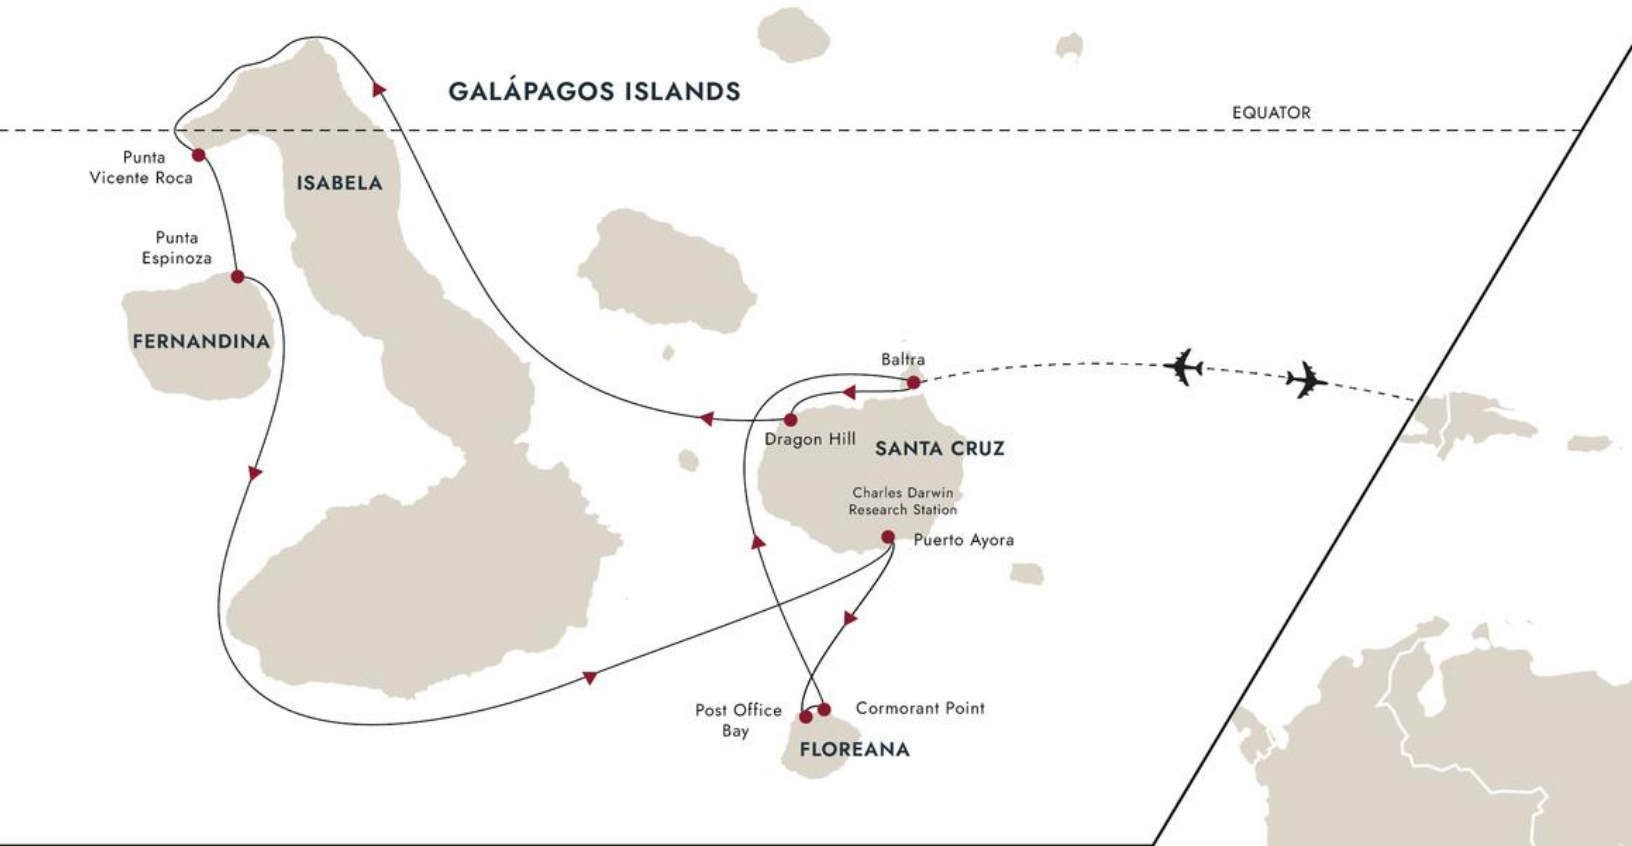 GALÁPAGOS ISLANDS
EQUATOR
Punta
Vicente Roca
ISABELA
Punta
Espinoza
FERNANDINA
Baltra
Dragon Hill
SANTA CRUZ
Charles Darwin
Research Station
Puerto Ayora
Post Office
Bay
Cormorant Point
FLOREANA